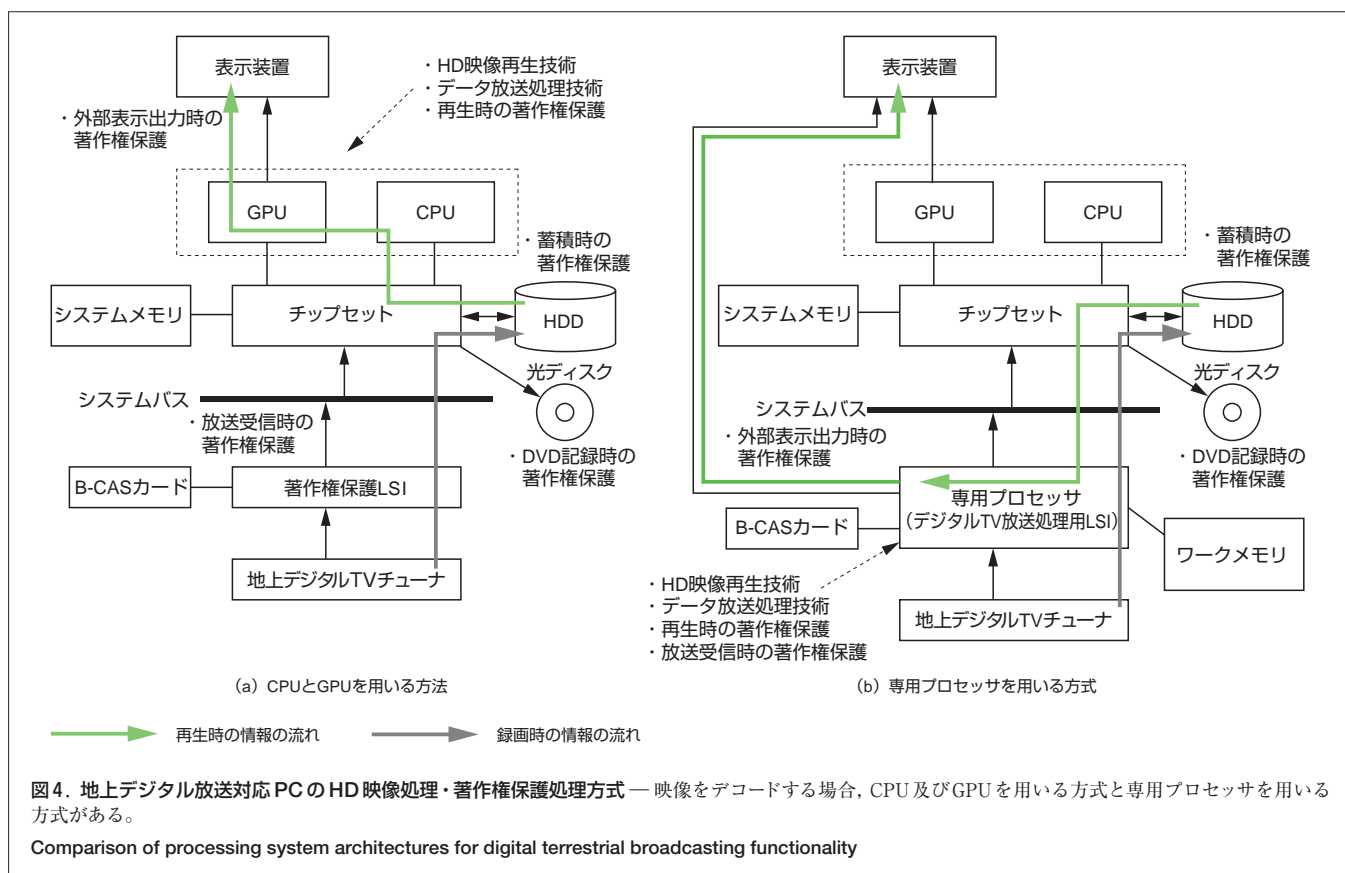 表示装置
・外部表示出力時の
著作権保護
・HD映像再生技術
・データ放送処理技術
・再生時の著作権保護
GPU
CPU
・蓄積時の
著作権保護
システムメモリ
チップセット
HDD
光ディスク
システムバス
・放送受信時の
著作権保護
・DVD記録時の
著作権保護
B-CASカード
著作権保護LSI
地上デジタルTVチューナ
(a)CPUとGPUを用いる方法
表示装置
GPU
CPU
・蓄積時の
著作権保護
システムメモリ
チップセット
HDD
光ディスク
システムバス
・外部表示出力時の
著作権保護
・DVD記録時の
著作権保護
専用プロセッサ
(デジタルTV放送処理用LSI)
B-CASカード
ワークメモリ
・HD映像再生技術
・データ放送処理技術
・再生時の著作権保護
・放送受信時の著作権保護
地上デジタルTVチューナ
(b)専用プロセッサを用いる方式
再生時の情報の流れ
録画時の情報の流れ
図4.地上デジタル放送対応PCのHD映像処理・著作権保護処理方式 — 映像をデコードする場合,CPU及びGPUを用いる方式と専用プロセッサを用いる
方式がある。
Comparison of processing system architectures for digital terrestrial broadcasting functionality